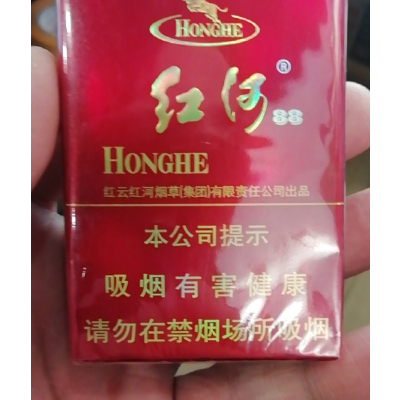 HONGHE
红河®88
HONGHE
红云红河烟草(集团)有限责任公司出品
本公司提示
吸烟有害健康
请勿在禁烟场所吸烟